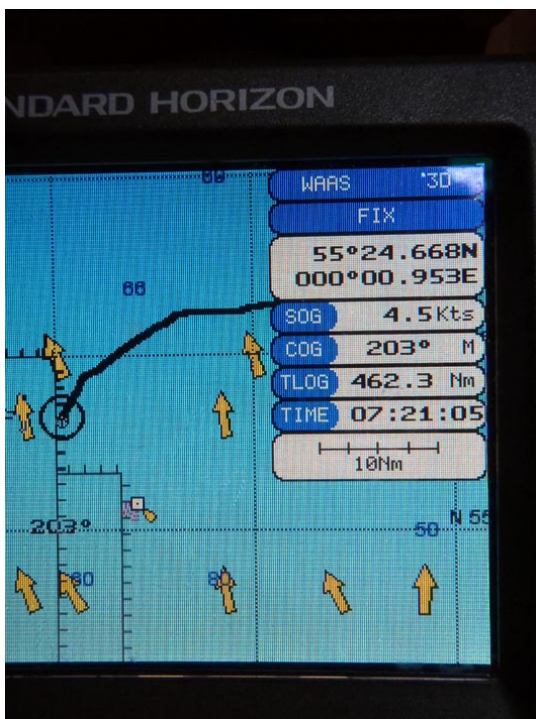 NDARD HORIZON
WAAS 3D
FIX
55°24.668N
000°00.953E
SOG 4.5Kts
COG 203° M
TLOG 462.3 Nm
TIME 07:21:05
10Nm
66
203°
50
N 55